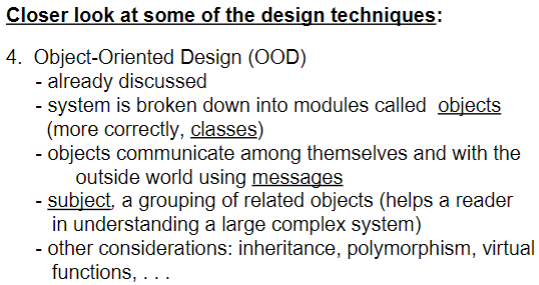 Closer look at some of the design techniques:
4. Object-Oriented Design (OOD)
- already discussed
- system is broken down into modules called objects
(more correctly, classes)
- objects communicate among themselves and with the
outside world using messages
- subject, a grouping of related objects (helps a reader
in understanding a large complex system)
- other considerations: inheritance, polymorphism, virtual
functions, . . .